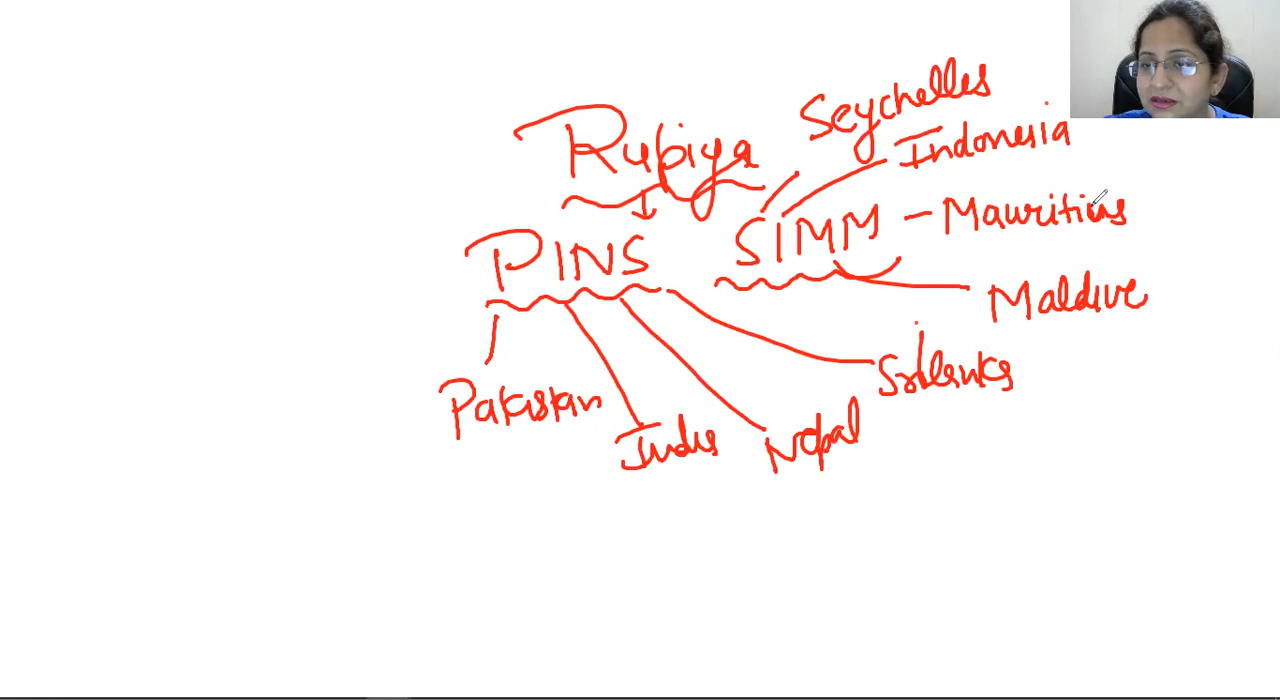 Seychelles
Rupiya
Indonesia
PINS SIMM – Mauritius
Maldive
Srilanka
Pakistan
India Nepal